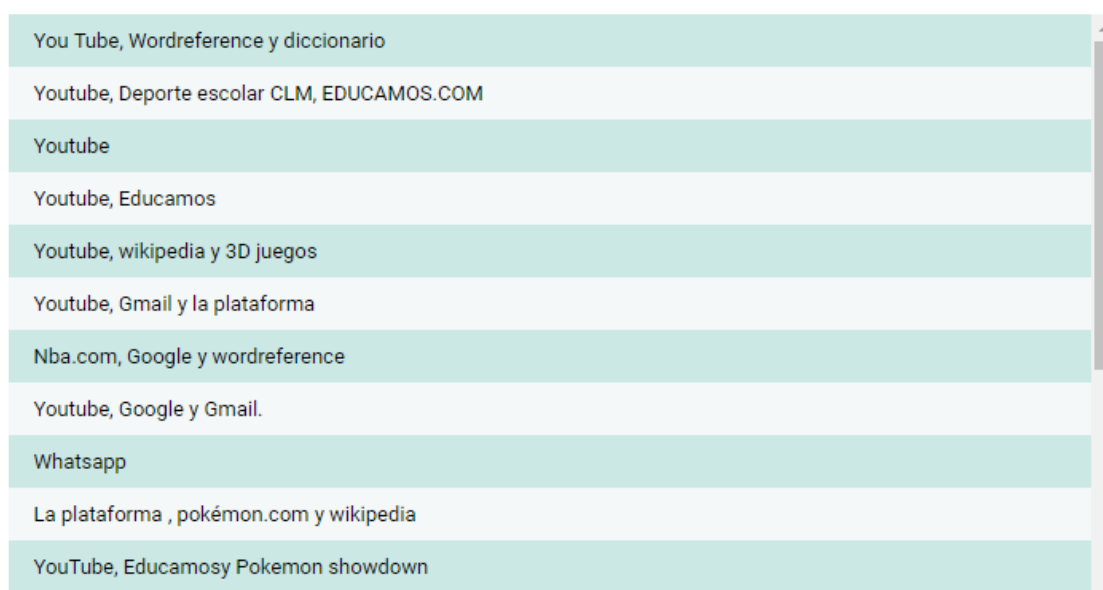 You Tube, Wordreference y diccionario
Youtube, Deporte escolar CLM, EDUCAMOS.COM
Youtube
Youtube, Educamos
Youtube, wikipedia y 3D juegos
Youtube, Gmail y la plataforma
Nba.com, Google y wordreference
Youtube, Google y Gmail.
Whatsapp
La plataforma , pokémon.com y wikipedia
YouTube, Educamosy Pokemon showdown